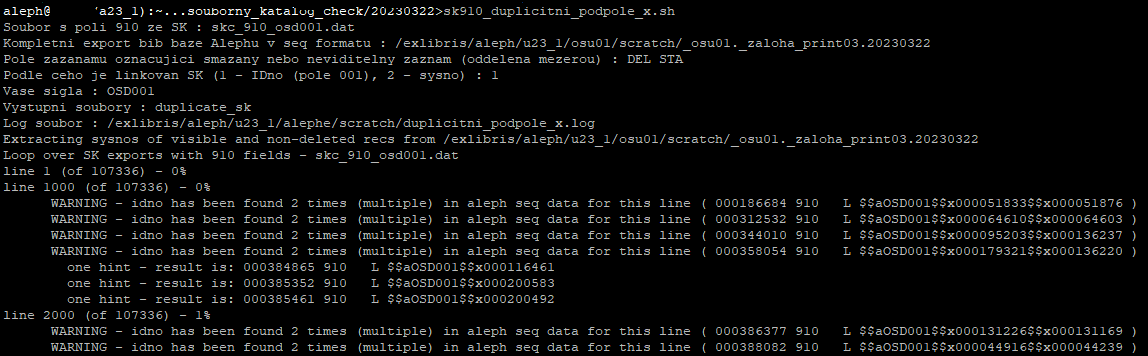 aleph@ 'a23_1):~...souborny_katalog_check/20230322>sk910_duplicitni_podpole_x.sh
Soubor s poli 910 ze SK : skc_910_osd001.dat
Kompletni export bib baze Alephu v seq formatu : /exlibris/aleph/u23_1/osu01/scratch/_osu01._zaloha_print03.20230322
Pole zazanamu oznacujici smazany nebo neviditelny zaznam (oddelena mezerou) : DEL STA
Podle ceho je linkovan SK (1 - IDno (pole 001), 2 - sysno) : 1
Vase sigla : OSD001
Vystupni soubory : duplicate_sk
Log soubor : /exlibris/aleph/u23_1/alephe/scratch/duplicitni_podpole_x.log
Extracting sysnos of visible and non-deleted recs from /exlibris/aleph/u23_1/osu01/scratch/_osu01._zaloha_print03.20230322
Loop over SK exports with 910 fields - skc_910_osd001.dat
line 1 (of 107336) - 0%
line 1000 (of 107336) - 0%
WARNING - idno has been found 2 times (multiple) in aleph seq data for this line ( 000186684 910   L $$aOSD001$$x000051833$$x000051876 )
WARNING - idno has been found 2 times (multiple) in aleph seq data for this line ( 000312532 910   L $$aOSD001$$x000064610$$x000064603 )
WARNING - idno has been found 2 times (multiple) in aleph seq data for this line ( 000344010 910   L $$aOSD001$$x000095203$$x000136237 )
WARNING - idno has been found 2 times (multiple) in aleph seq data for this line ( 000358054 910   L $$aOSD001$$x000179321$$x000136220 )
one hint - result is: 000384865 910   L $$aOSD001$$x000116461
one hint - result is: 000385352 910   L $$aOSD001$$x000200583
one hint - result is: 000385461 910   L $$aOSD001$$x000200492
line 2000 (of 107336) - 1%
WARNING - idno has been found 2 times (multiple) in aleph seq data for this line ( 000386377 910   L $$aOSD001$$x000131226$$x000131169 )
WARNING - idno has been found 2 times (multiple) in aleph seq data for this line ( 000388082 910   L $$aOSD001$$x000044916$$x000044239 )